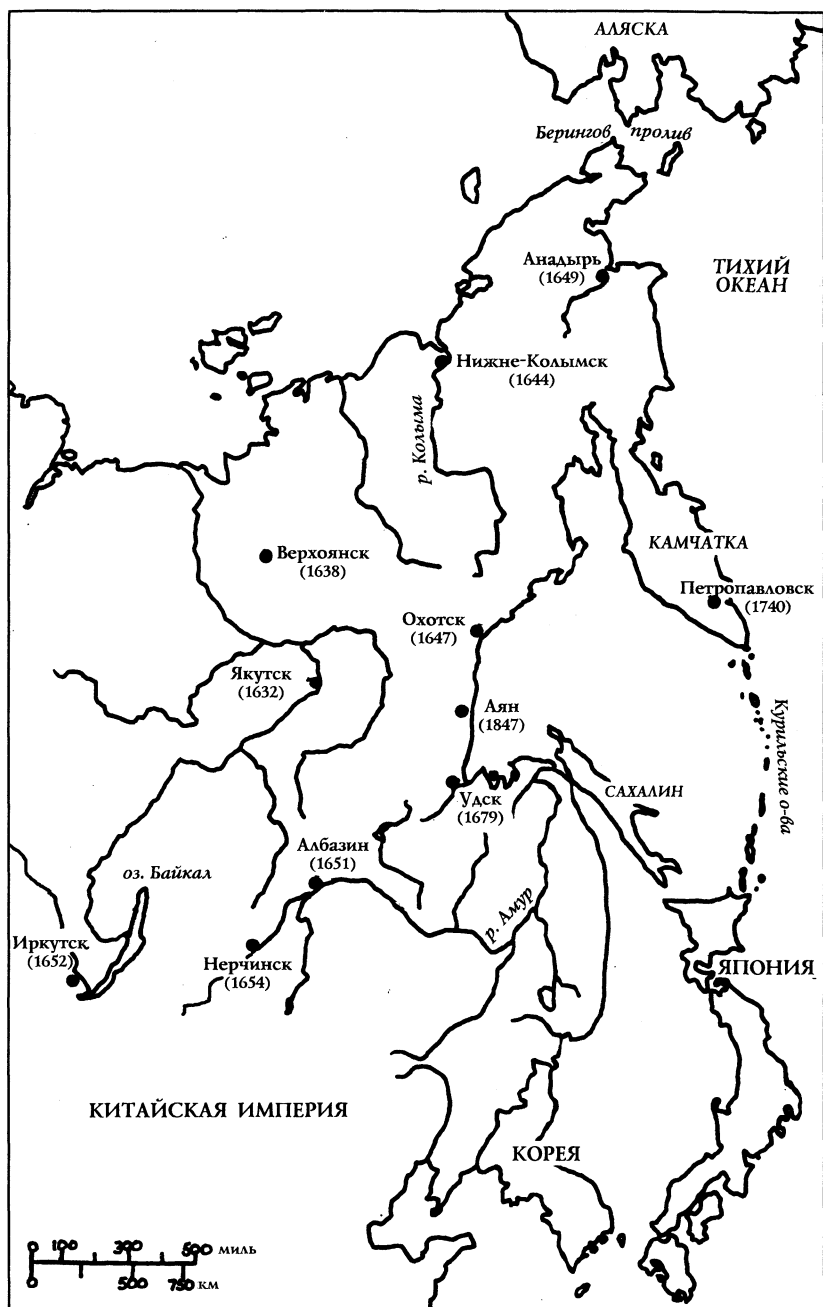 АЛЯСКА
Берингов пролив
Анадырь
(1649)
ТИХИЙ
ОКЕАН
Нижне-Колымск
(1644)
р. Колыма
Верхоянск
(1638)
КАМЧАТКА
Петропавловск
(1740)
Охотск
(1647)
Якутск
(1632)
Аян
(1847)
Курильские о-ва
Удск
(1679)
САХАЛИН
Албазин
(1651)
оз. Байкал
р. Амур
Иркутск
(1652)
Нерчинск
(1654)
ЯПОНИЯ
КИТАЙСКАЯ ИМПЕРИЯ
КОРЕЯ
0 100 300 500 миль
0 500 750 км